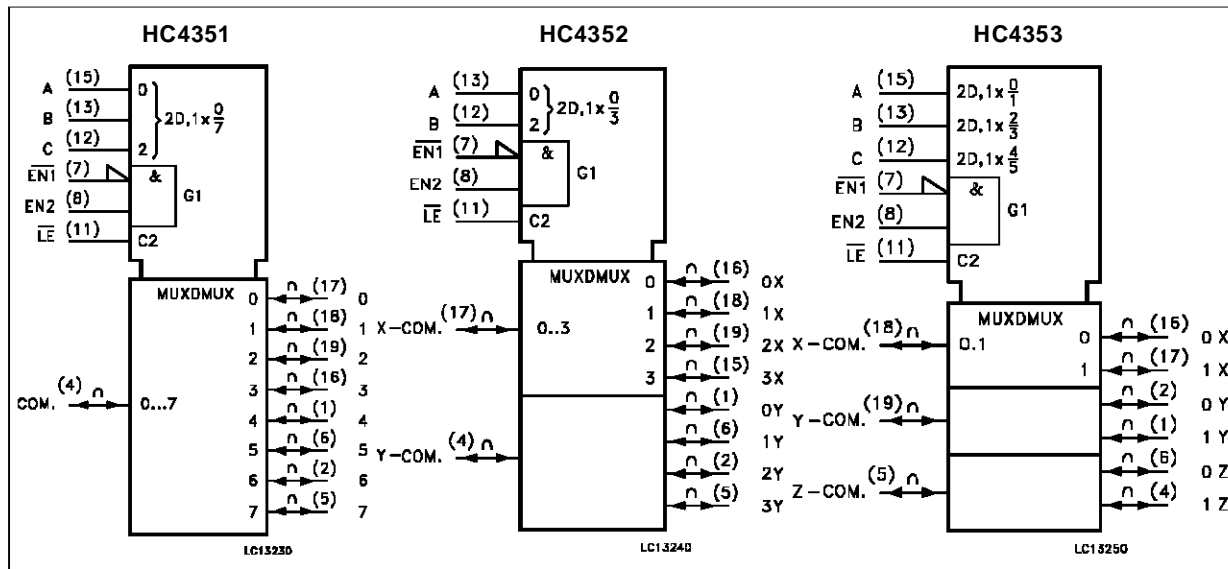 HC4351
A (15) 0
B (13) } 2D,1x 0/7
C (12) 2
EN1 (7) & G1
EN2 (8)
LE (11) C2
MUXDMUX
0 ∩ (17) 0
1 ∩ (18) 1
2 ∩ (19) 2
3 ∩ (16) 3
COM. (4) ∩ 0...7
4 ∩ (1) 4
5 ∩ (6) 5
6 ∩ (2) 6
7 ∩ (5) 7
LC13230
HC4352
A (13) 0
B (12) 2 } 2D,1x 0/3
EN1 (7) & G1
EN2 (8)
LE (11) C2
MUXDMUX
0 ∩ (16) 0X
1 ∩ (18) 1X
X-COM. (17) ∩ 0..3
2 ∩ (19) 2X
3 ∩ (15) 3X
∩ (1) 0Y
∩ (6) 1Y
Y-COM. (4) ∩
∩ (2) 2Y
∩ (5) 3Y
LC13240
HC4353
A (15) 2D,1x 0/1
B (13) 2D,1x 2/3
C (12) 2D,1x 4/5
EN1 (7) & G1
EN2 (8)
LE (11) C2
MUXDMUX
X-COM. (18) ∩ 0.1
0 ∩ (16) 0X
1 ∩ (17) 1X
∩ (2) 0Y
Y-COM. (19) ∩
∩ (1) 1Y
∩ (6) 0Z
Z-COM. (5) ∩
∩ (4) 1Z
LC13250